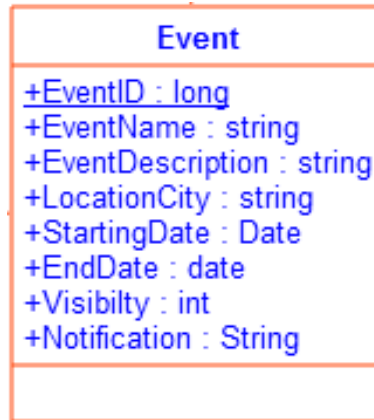 Event
+EventID : long
+EventName : string
+EventDescription : string
+LocationCity : string
+StartingDate : Date
+EndDate : date
+Visibilty : int
+Notification : String